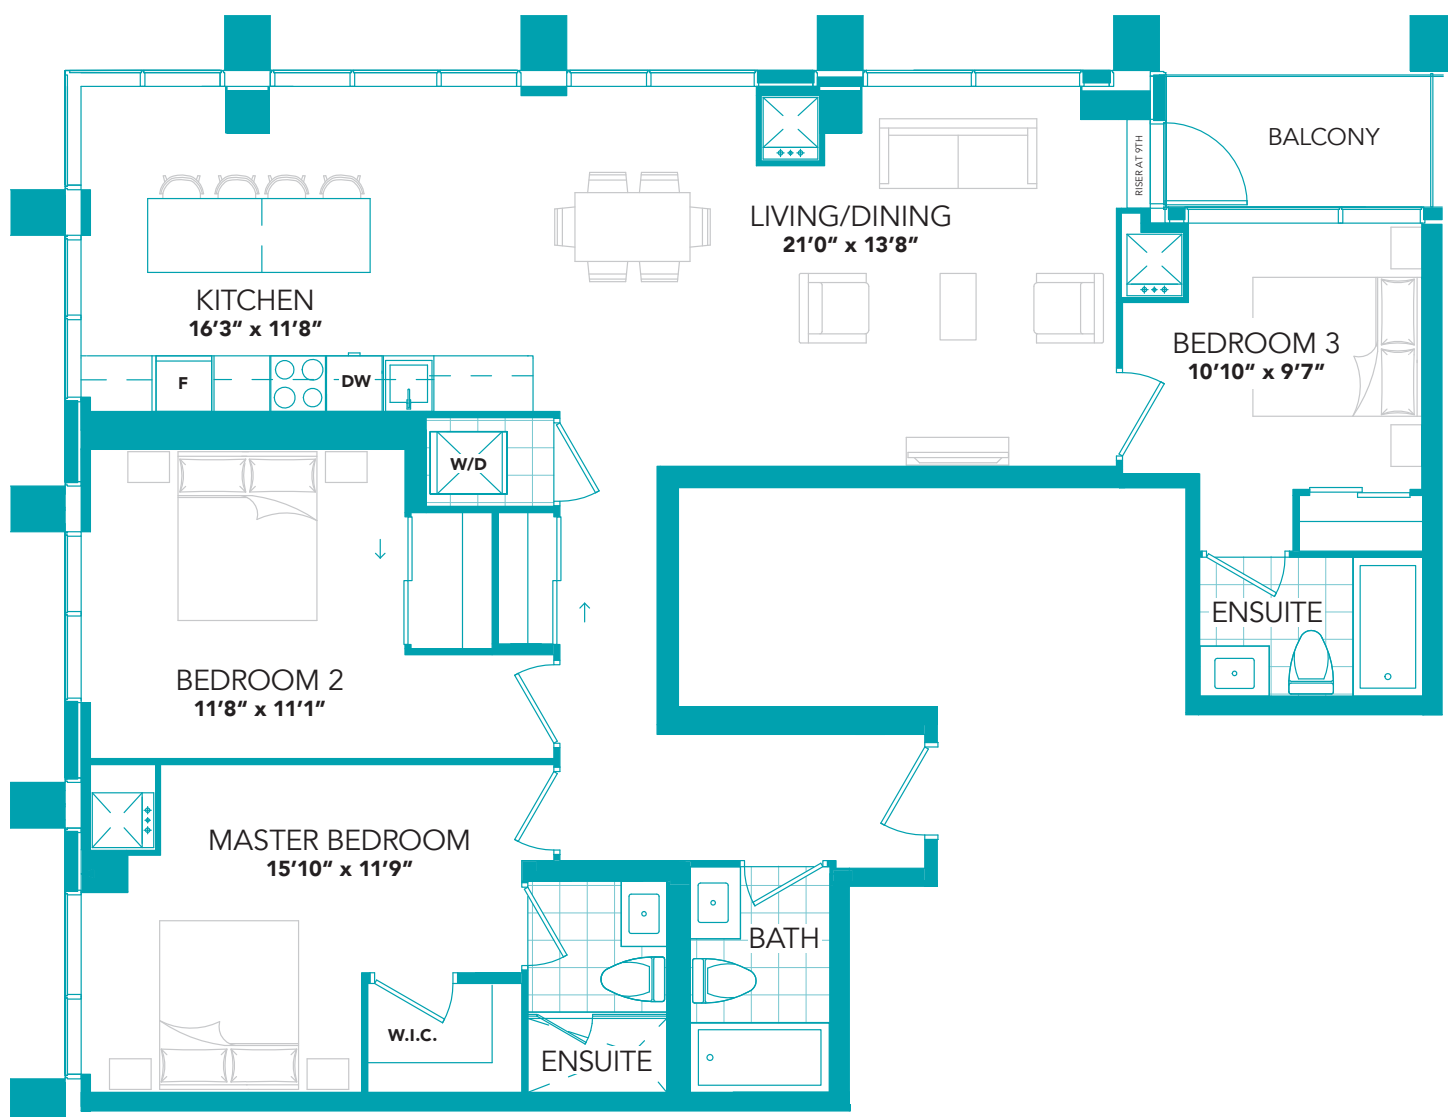 BALCONY
RISER AT 9TH
LIVING/DINING
21'0" x 13'8"
KITCHEN
16'3" x 11'8"
BEDROOM 3
10'10" x 9'7"
F
DW
W/D
ENSUITE
BEDROOM 2
11'8" x 11'1"
MASTER BEDROOM
15'10" x 11'9"
BATH
W.I.C.
ENSUITE